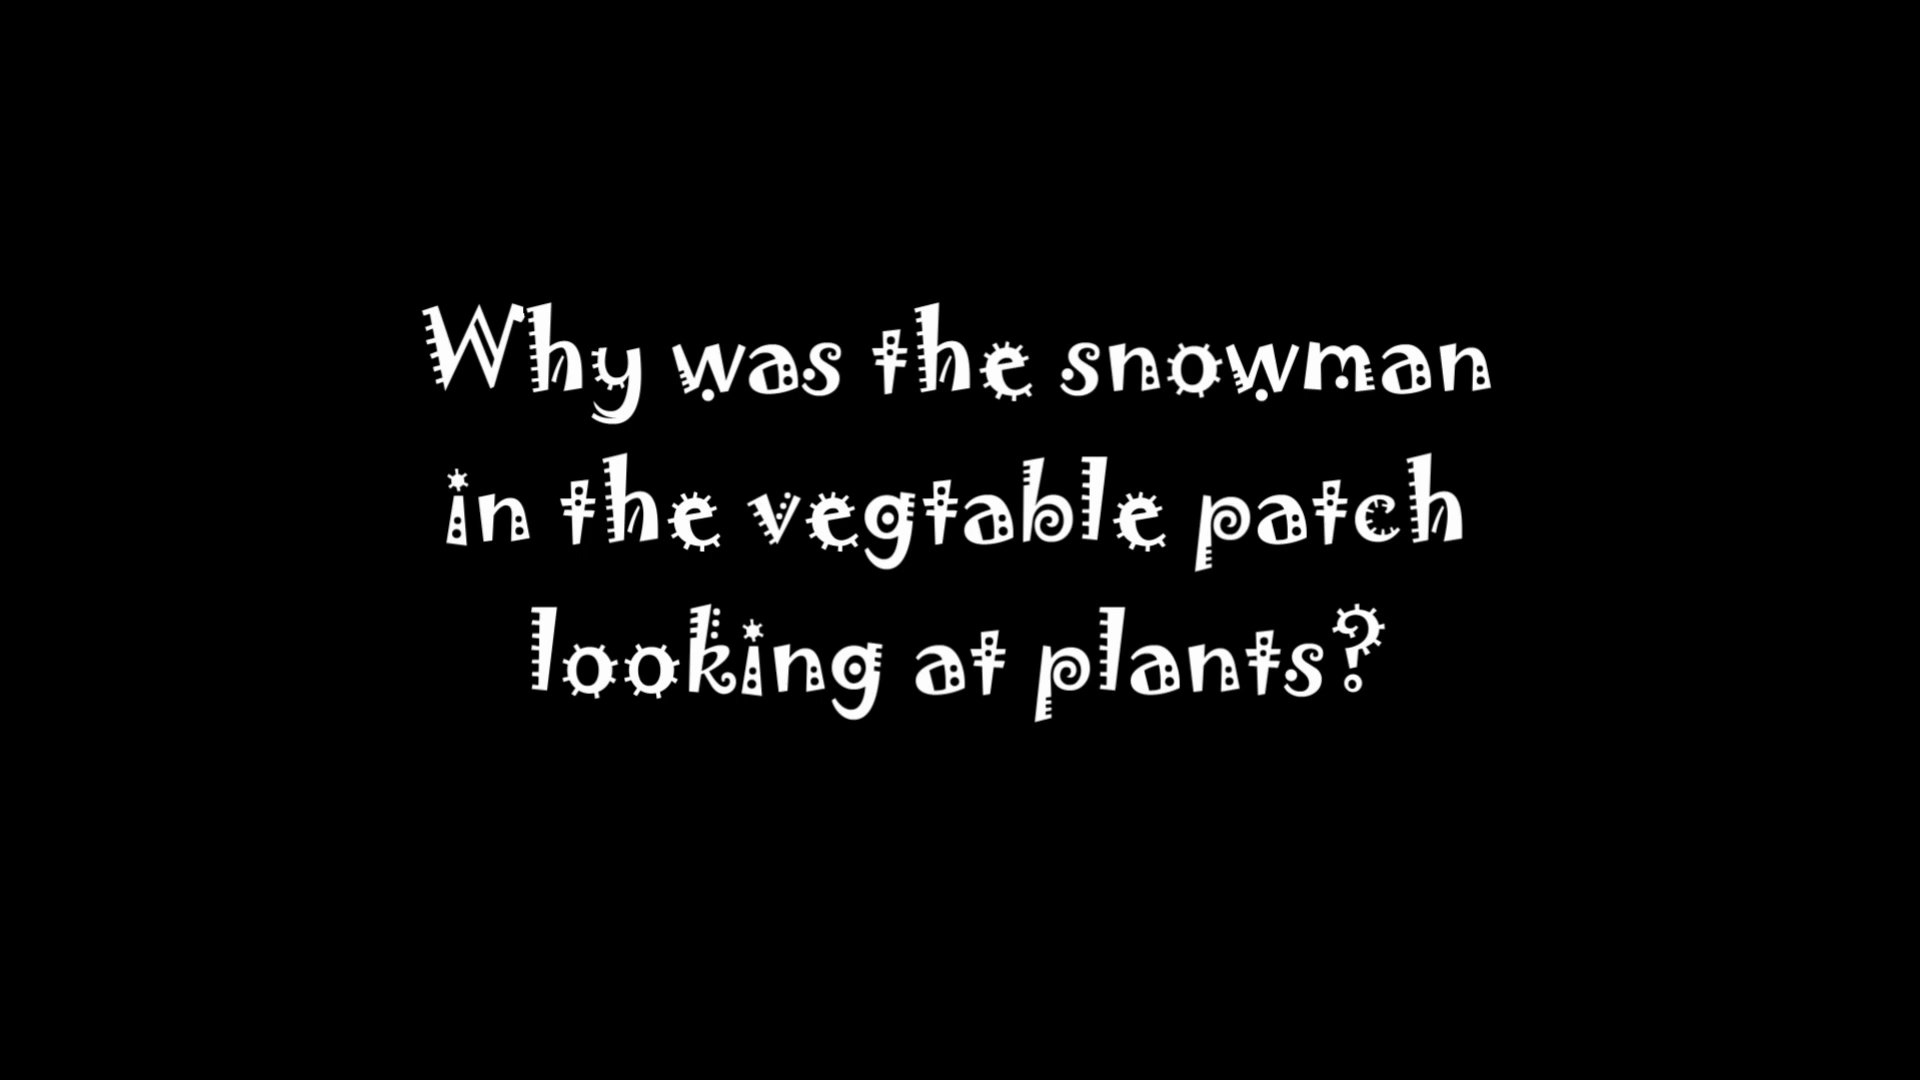 Why was the snowman
in the vegtable patch
looking at plants?